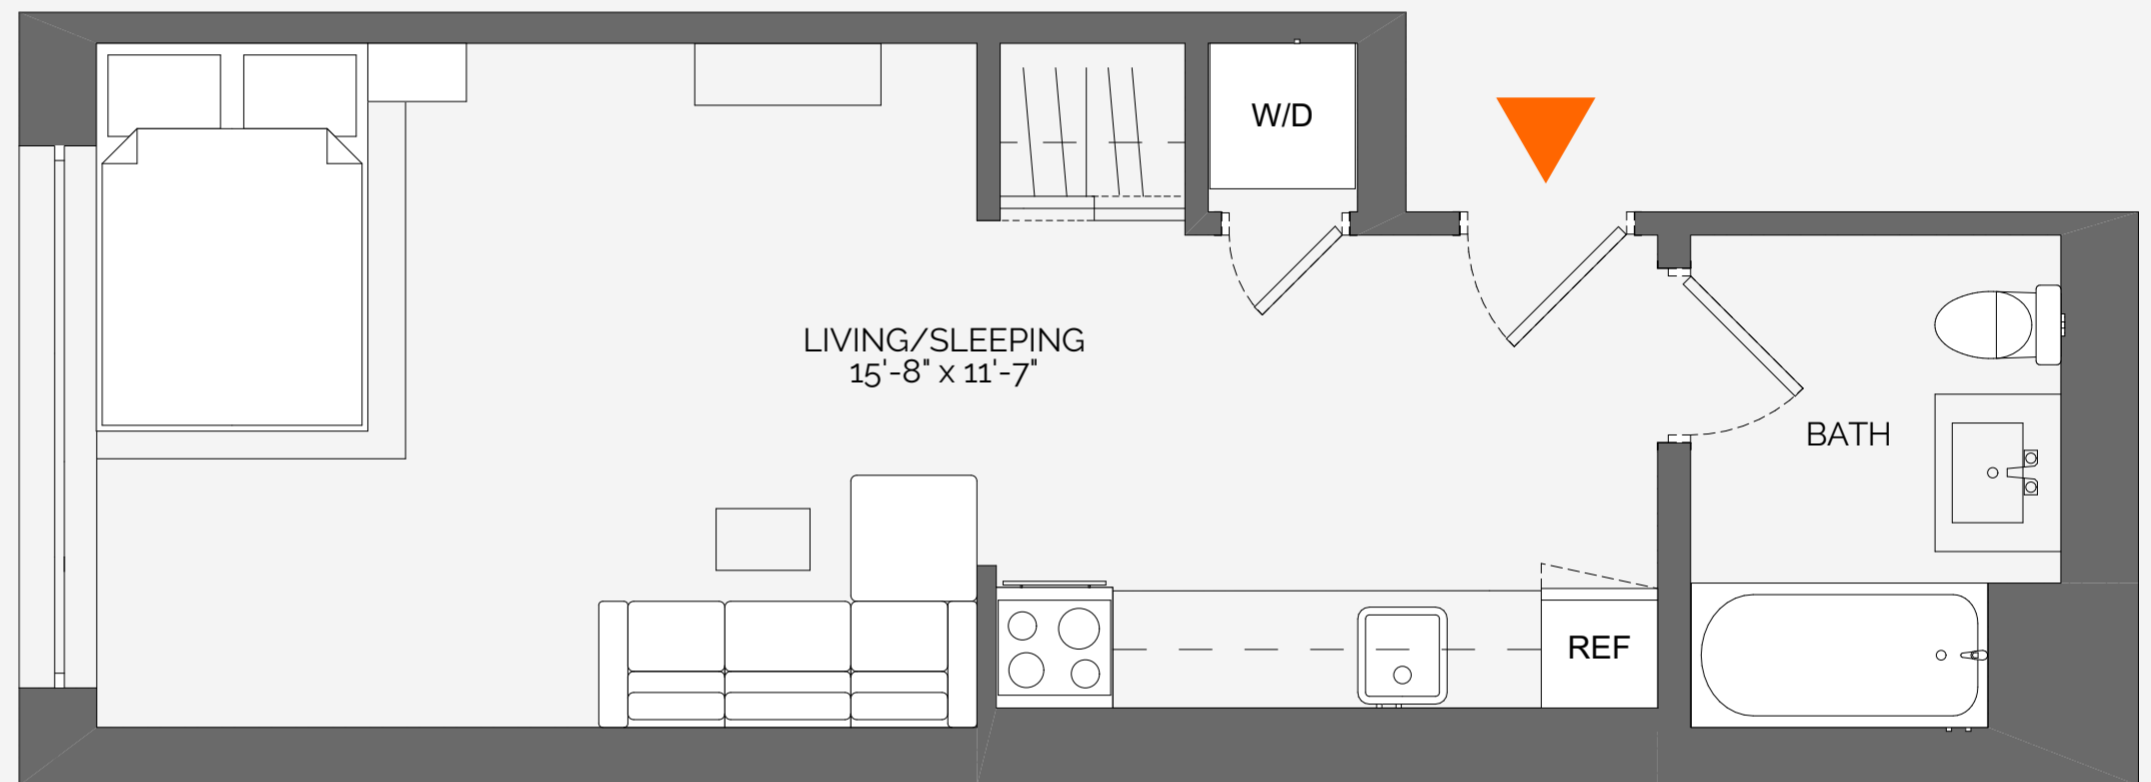 W/D
LIVING/SLEEPING
15'-8" x 11'-7"
BATH
REF